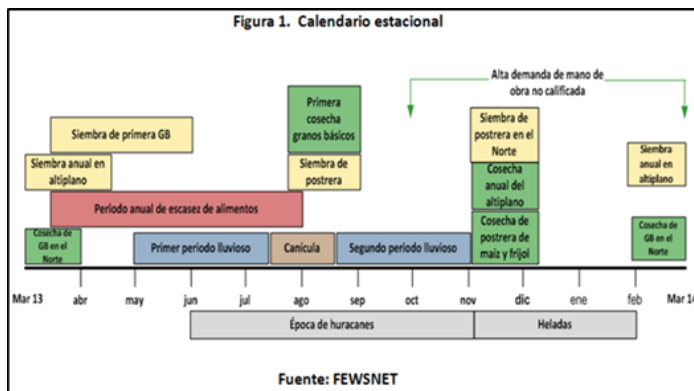 Figura 1. Calendario estacional
Alta demanda de mano de
obra no calificada
Primera
cosecha
granos básicos
Siembra de primera GB
Siembra de
postrera en el
Norte
Siembra anual en
altiplano
Siembra de
postrera
Siembra
anual en
altiplano
Cosecha
anual del
altiplano
Período anual de escasez de alimentos
Cosecha de
GB en el
Norte
Primer periodo lluvioso
Canícula
Segundo periodo lluvioso
Cosecha de
postrera de
maíz y frijol
Cosecha de
GB en el
Norte
Mar 13
abr
may
jun
jul
ago
sep
oct
nov
dic
ene
feb
Mar 14
Época de huracanes
Heladas
Fuente: FEWSNET